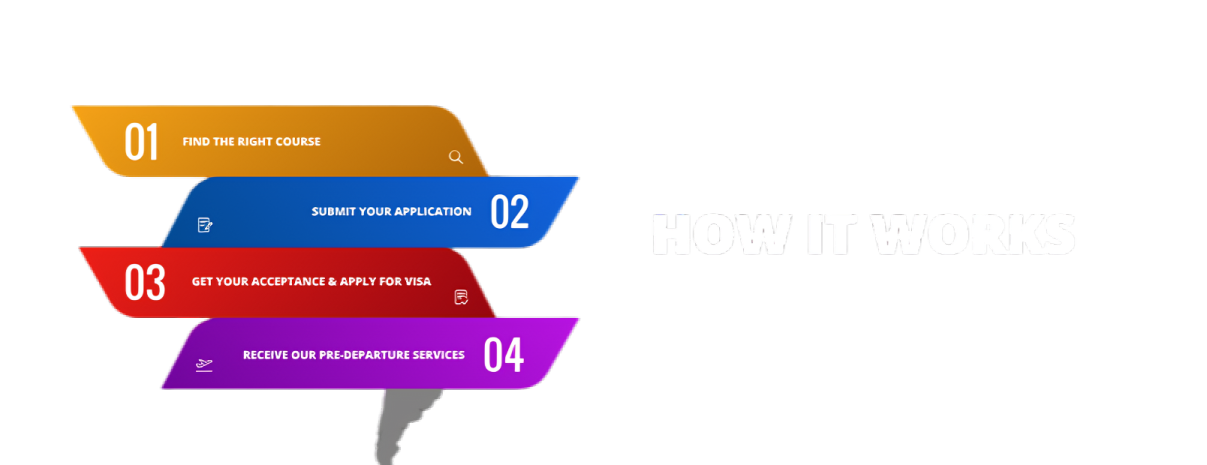 01 FIND THE RIGHT COURSE
SUBMIT YOUR APPLICATION 02
HOW IT WORKS
03 GET YOUR ACCEPTANCE & APPLY FOR VISA
RECEIVE OUR PRE-DEPARTURE SERVICES 04